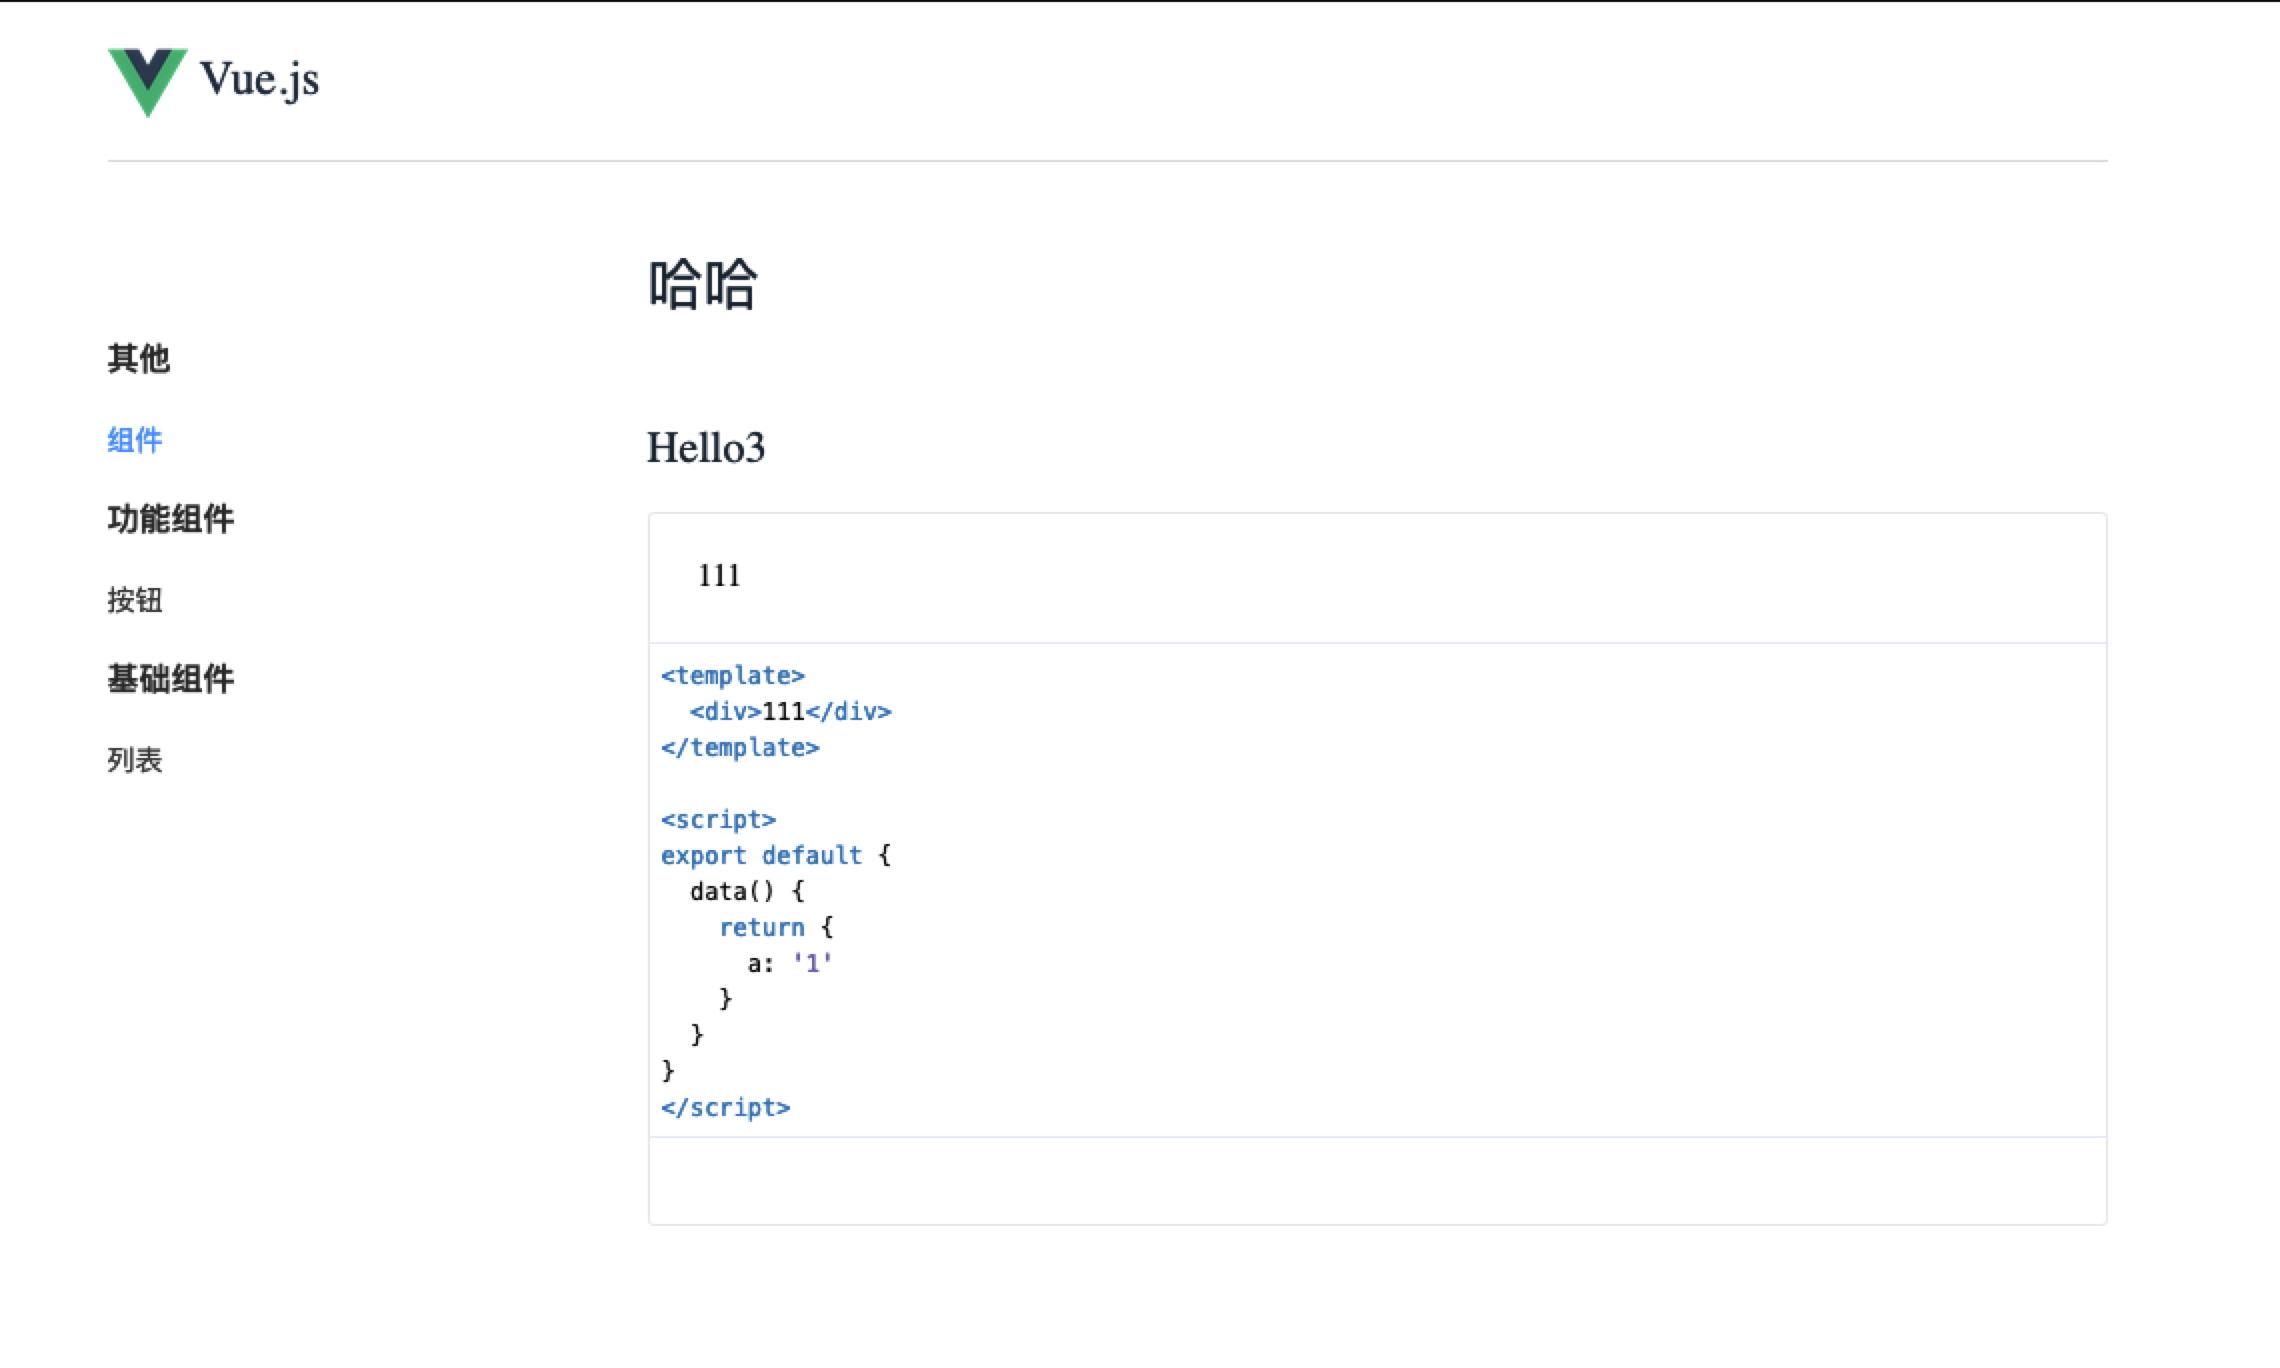 Vue.js
其他
组件
功能组件
按钮
基础组件
列表
哈哈
Hello3
111
<template>
  <div>111</div>
</template>

<script>
export default {
  data() {
    return {
      a: '1'
    }
  }
}
</script>